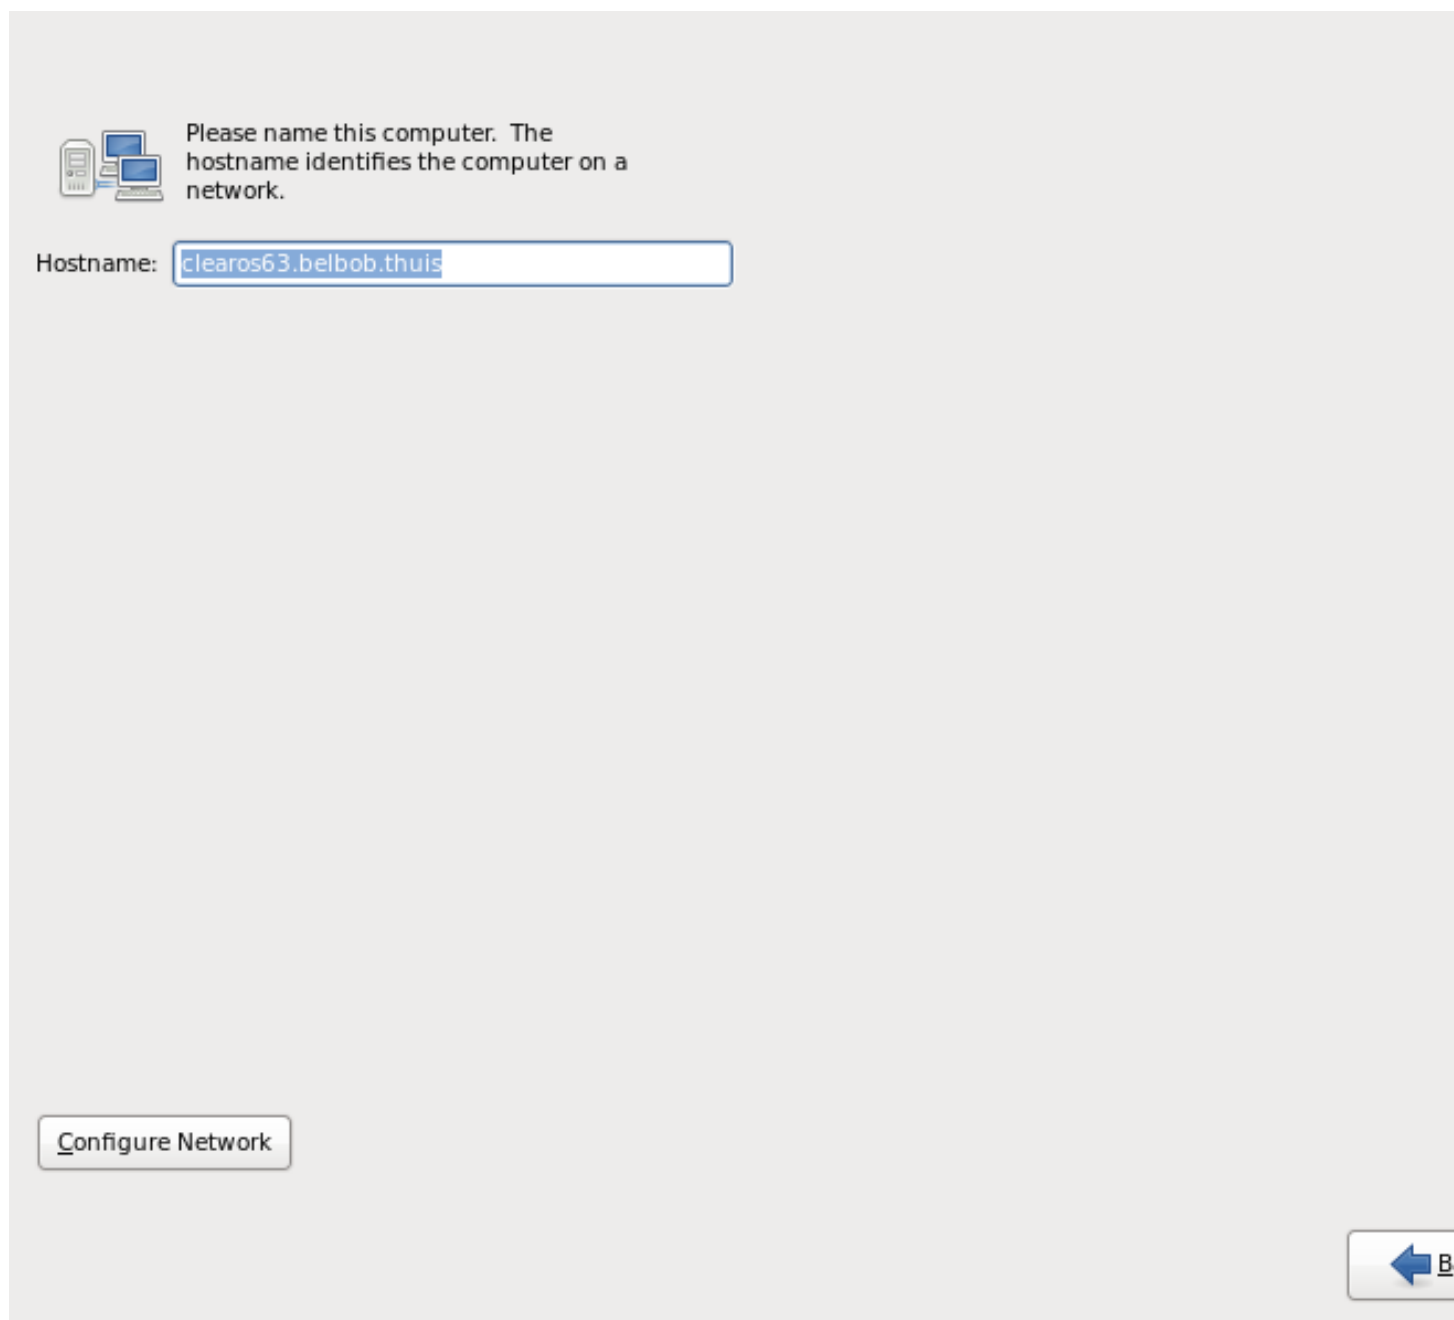 Please name this computer.  The
hostname identifies the computer on a
network.
Hostname: clearos63.belbob.thuis
Configure Network